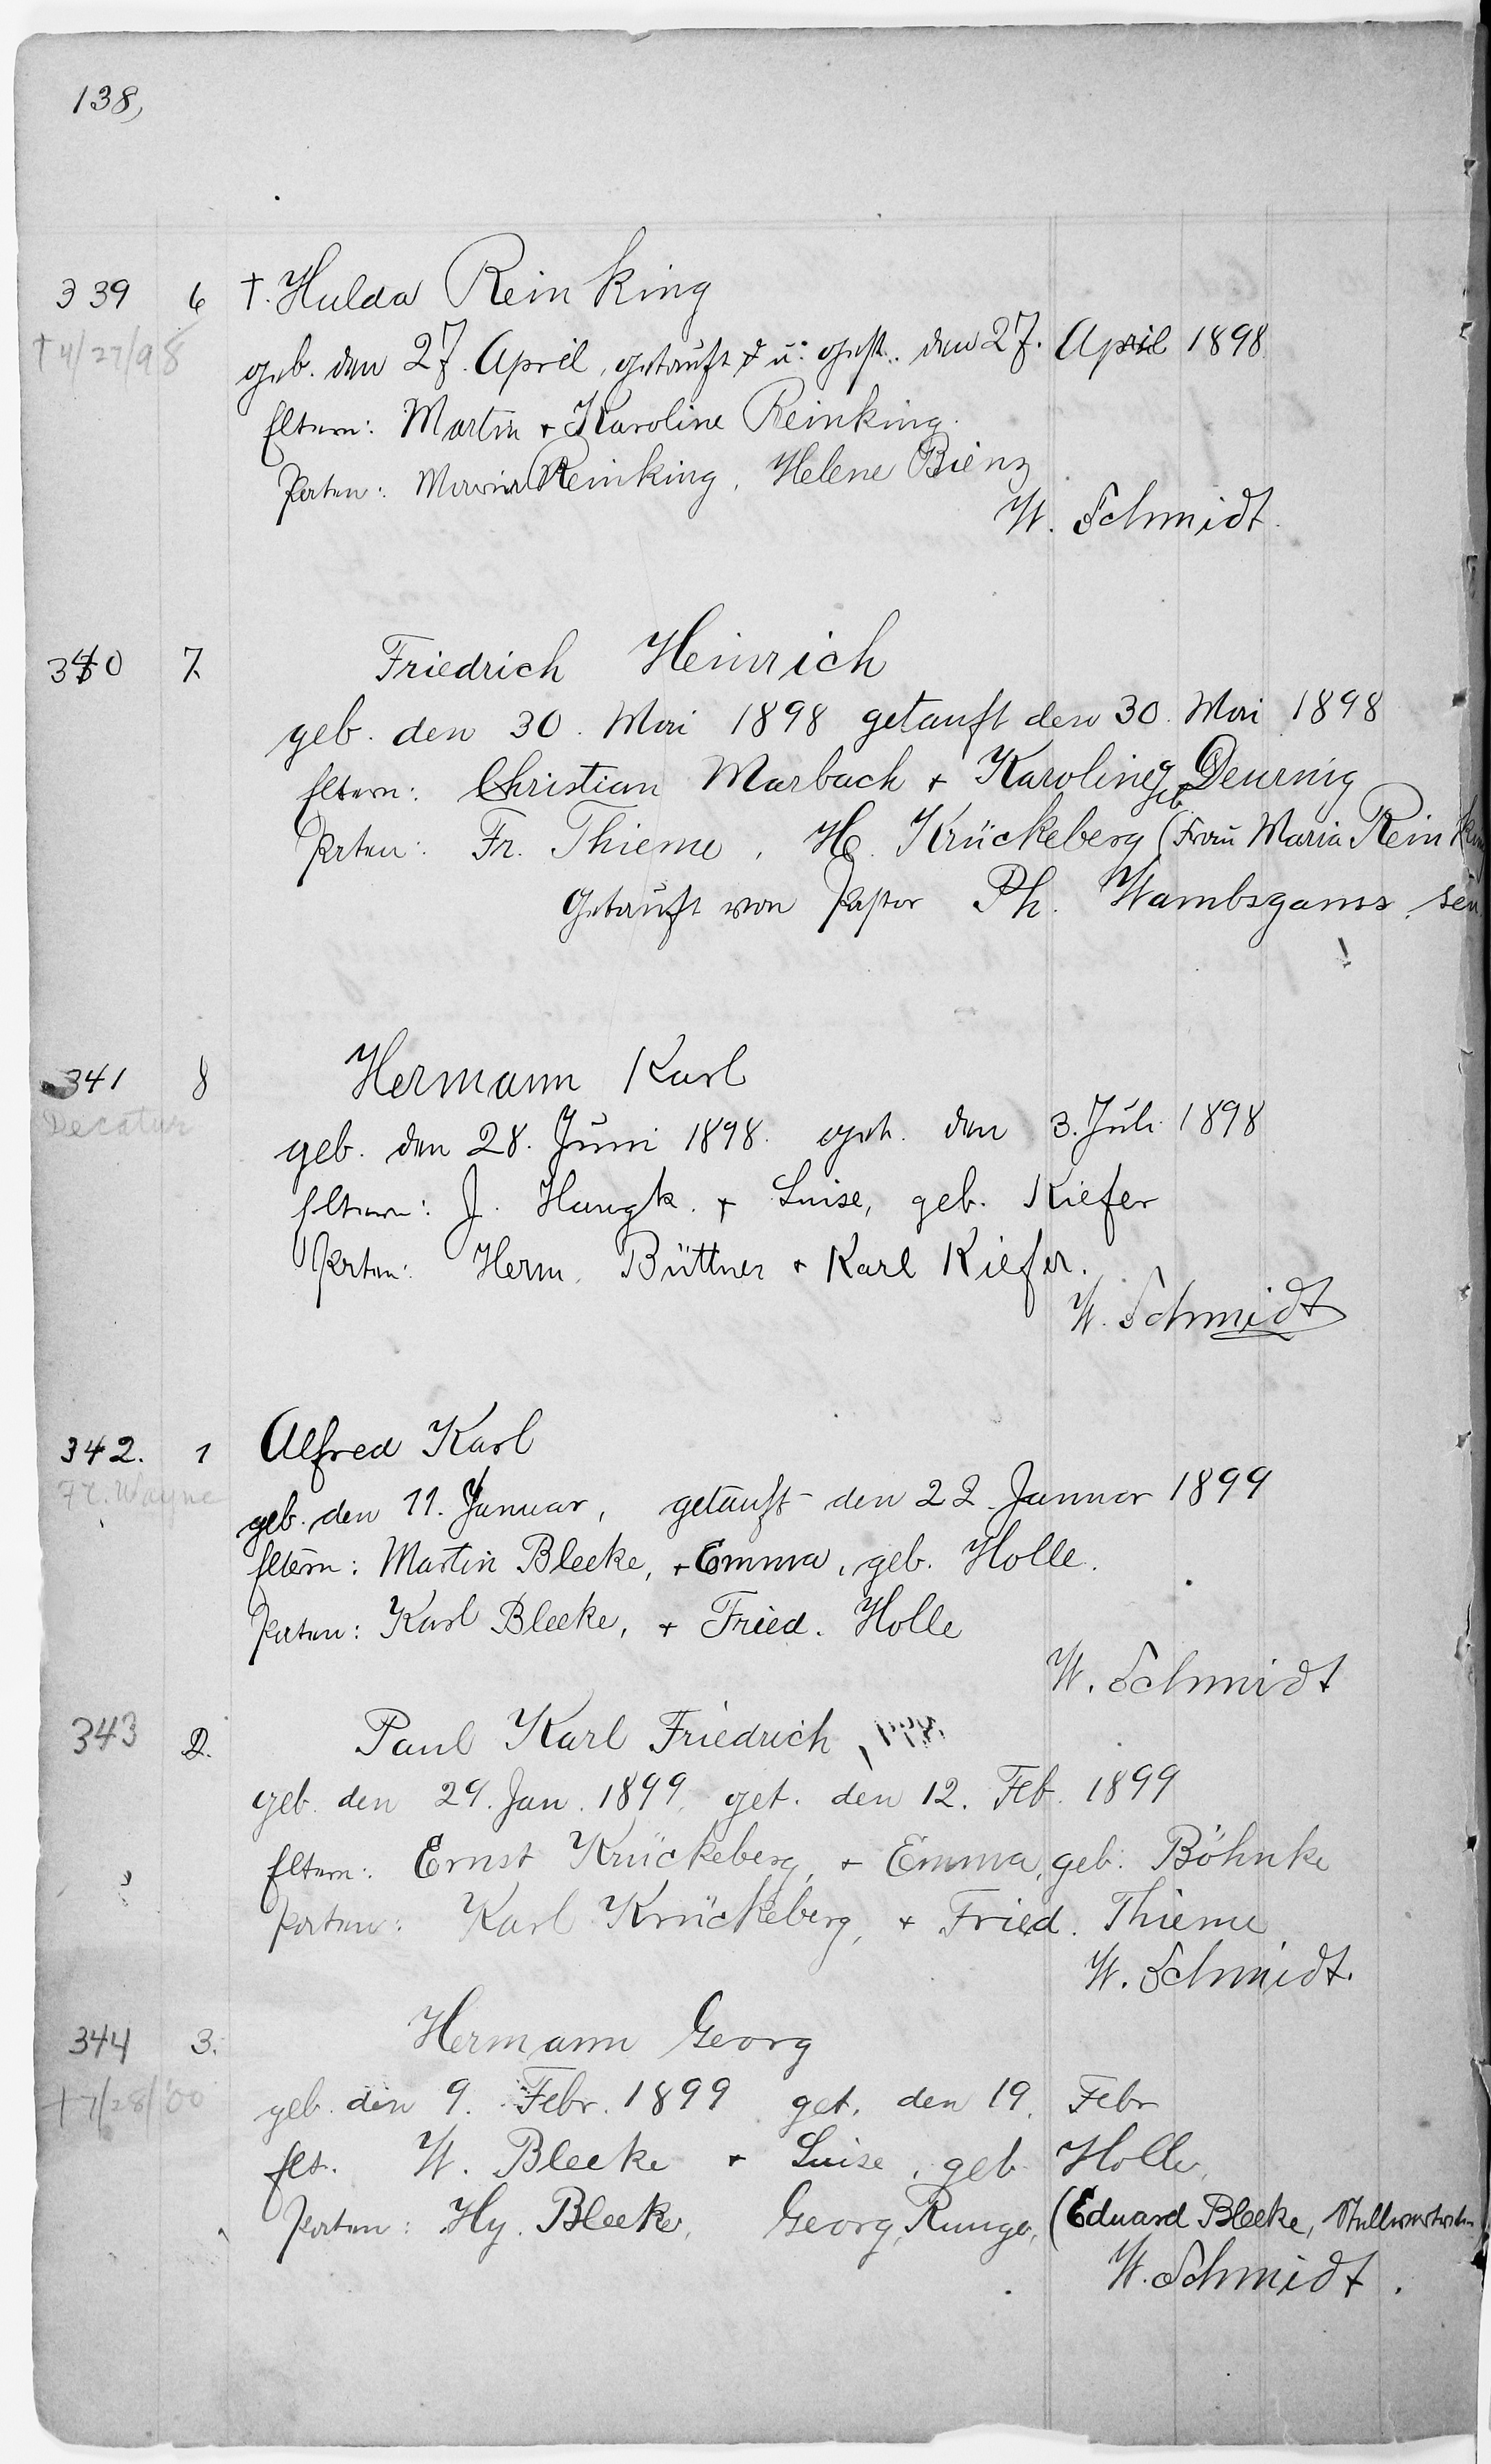 138,
339 6 †. Hulda Reinking
† 4/27/98
geb. den 27. April, getauft & u. gest. den 27. April 1898
Eltern: Martin + Karoline Reinking.
Paten: Maria Reinking, Helene Bienz
W. Schmidt.
340 7. Friedrich Heinrich
geb. den 30. Mai 1898 getauft den 30. Mai 1898
Eltern: Christian Marbach + Karoline geb. Deurnig
Paten: Fr. Thieme, H. Krückeberg (Frau Maria Reinking
Getauft von Pastor Ph. Wambsganss, sen.
341 8 Hermann Karl
Decatur
geb. den 28. Juni 1898. get. den 3. Juli 1898
Eltern: J. Haugk. + Luise, geb. Kiefer
Paten: Herm. Büttner + Karl Kiefer.
W. Schmidt
342. 1 Alfred Karl
Ft. Wayne
geb. den 11. Januar, getauft den 22. Januar 1899
Eltern: Martin Bleeke, + Emma, geb. Holle.
Paten: Karl Bleeke, + Fried. Holle
W. Schmidt
343 2. Paul Karl Friedrich,
geb. den 29. Jan. 1899, get. den 12. Feb. 1899
Eltern: Ernst Krückeberg, + Emma, geb. Böhnke
Paten: Karl Krückeberg, + Fried. Thieme
W. Schmidt.
344 3. Hermann Georg
† 7/28/'00
geb. den 9. Febr. 1899 get. den 19. Febr
Elt. W. Bleeke + Luise, geb. Holle,
Paten: Hy. Bleeke, Georg Runge, (Eduard Bleeke, Stellvertreter
W. Schmidt.